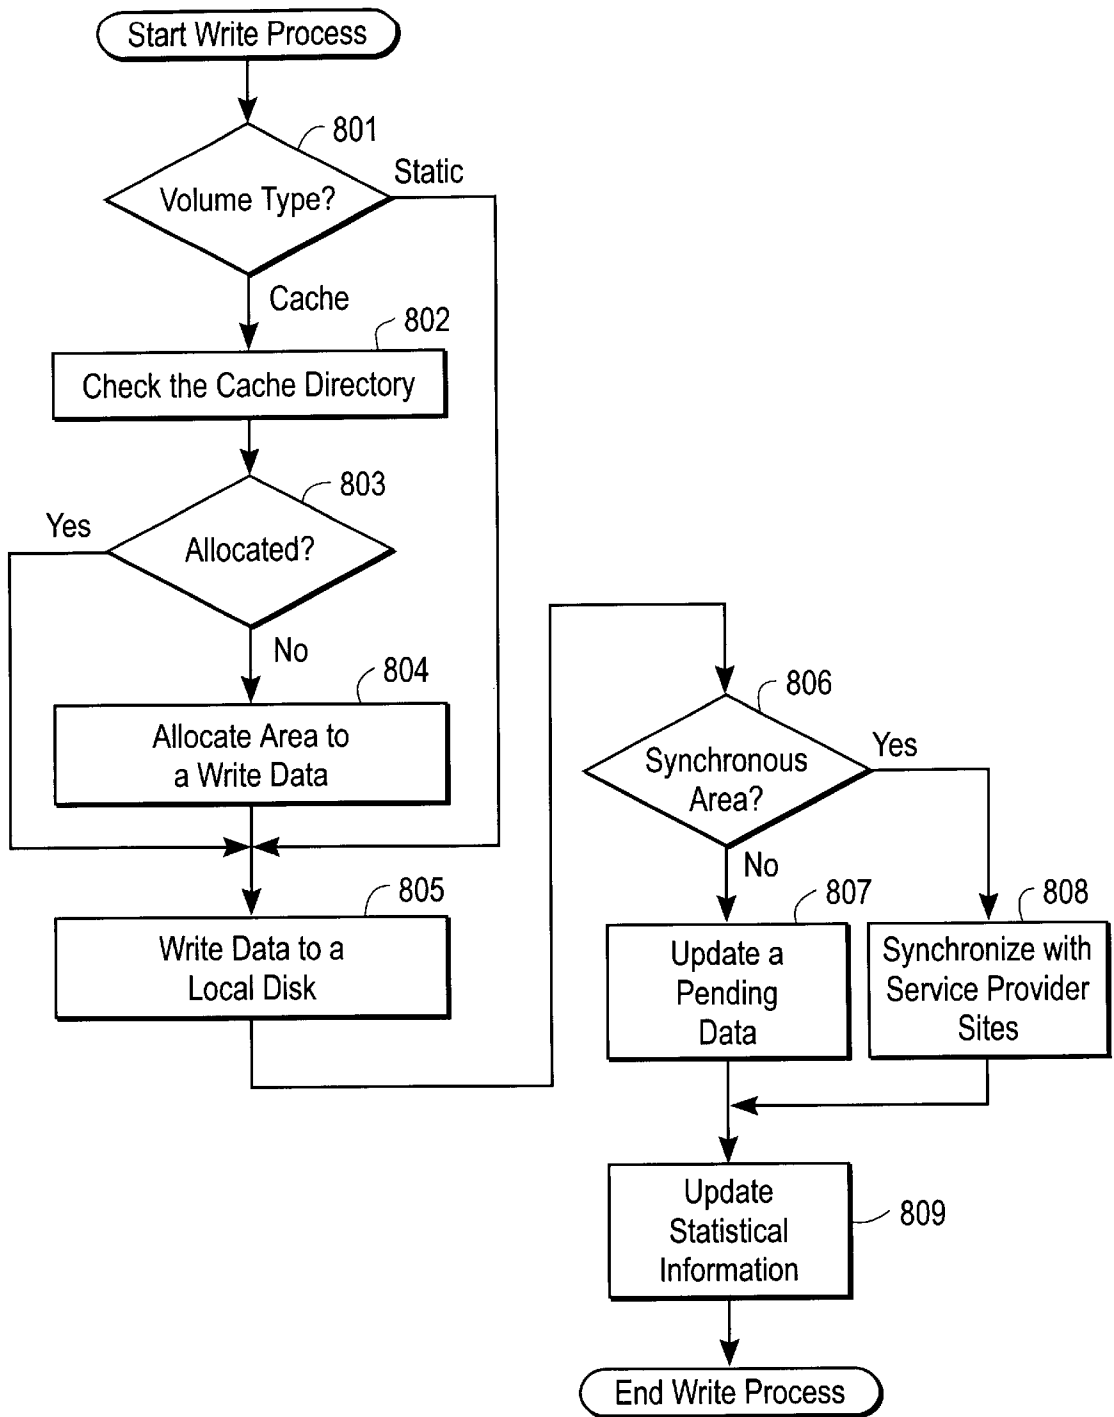 Start Write Process
801
Static
Volume Type?
Cache
802
Check the Cache Directory
803
Yes
Allocated?
No
804
Allocate Area to
a Write Data
805
Write Data to a
Local Disk
806
Yes
Synchronous
Area?
No
807
808
Update a
Pending
Data
Synchronize with
Service Provider
Sites
Update
Statistical
Information
809
End Write Process